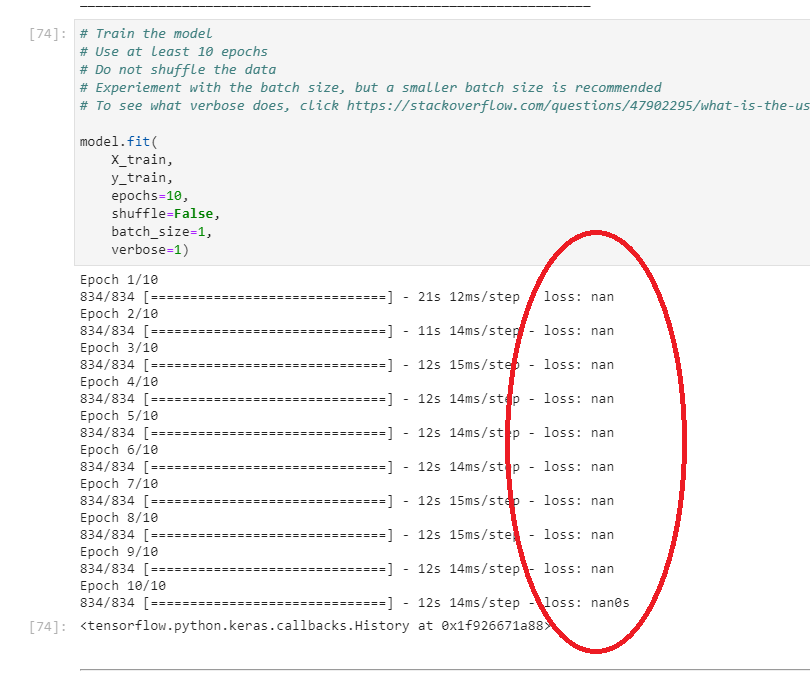 [74]: # Train the model
# Use at least 10 epochs
# Do not shuffle the data
# Experiement with the batch size, but a smaller batch size is recommended
# To see what verbose does, click https://stackoverflow.com/questions/47902295/what-is-the-us
model.fit(
X_train,
y_train,
epochs=10,
shuffle=False,
batch_size=1,
verbose=1)
Epoch 1/10
834/834 [==============================] - 21s 12ms/step - loss: nan
Epoch 2/10
834/834 [==============================] - 11s 14ms/step - loss: nan
Epoch 3/10
834/834 [==============================] - 12s 15ms/step - loss: nan
Epoch 4/10
834/834 [==============================] - 12s 14ms/step - loss: nan
Epoch 5/10
834/834 [==============================] - 12s 14ms/step - loss: nan
Epoch 6/10
834/834 [==============================] - 12s 14ms/step - loss: nan
Epoch 7/10
834/834 [==============================] - 12s 15ms/step - loss: nan
Epoch 8/10
834/834 [==============================] - 12s 15ms/step - loss: nan
Epoch 9/10
834/834 [==============================] - 12s 14ms/step - loss: nan
Epoch 10/10
834/834 [==============================] - 12s 14ms/step - loss: nan0s
[74]: <tensorflow.python.keras.callbacks.History at 0x1f926671a88>